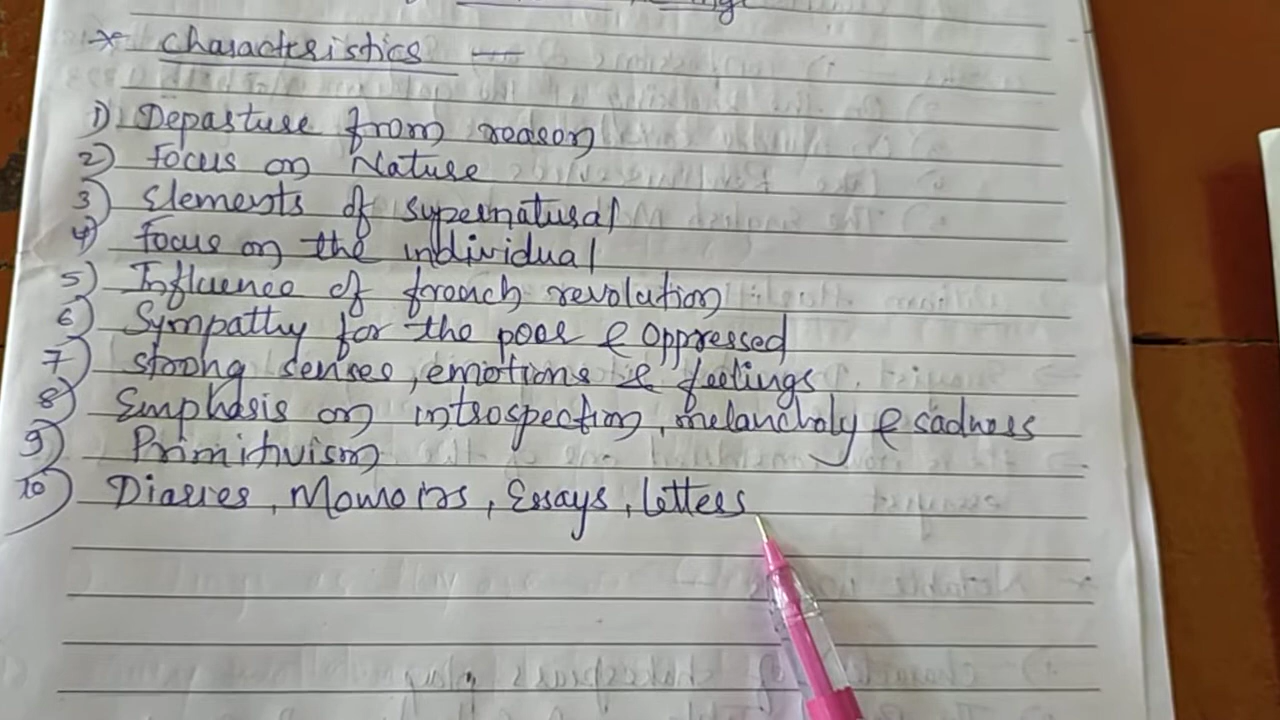 * Characteristics —
1) Departure from reason
2) Focus on Nature
3) Elements of supernatural
4) Focus on the individual
5) Influence of french revolution
6) Sympathy for the poor & oppressed
7) Strong senses, emotions & feelings
8) Emphasis on introspection, melancholy & sadness
9) Primitivism
10) Diaries, Momoirs, Essays, letters